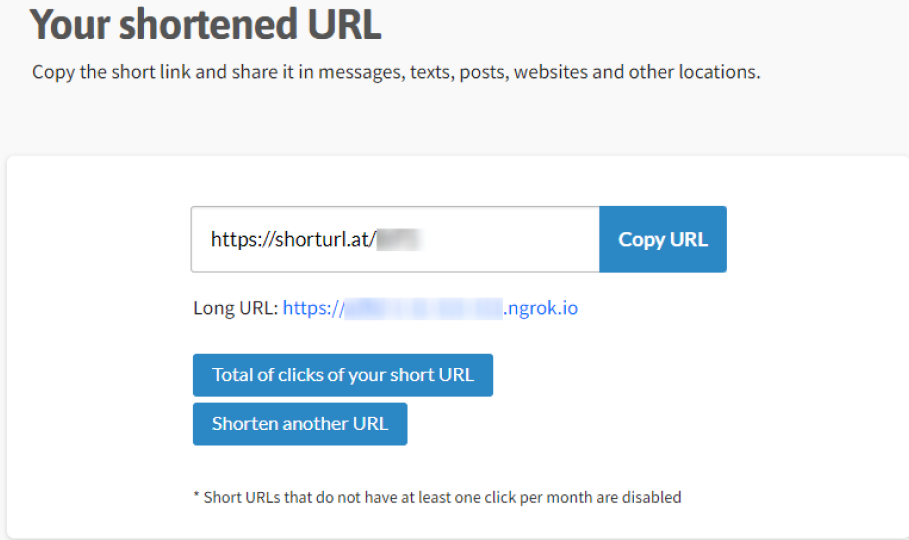 Your shortened URL
Copy the short link and share it in messages, texts, posts, websites and other locations.
https://shorturl.at/
Copy URL
Long URL: https:// .ngrok.io
Total of clicks of your short URL
Shorten another URL
* Short URLs that do not have at least one click per month are disabled